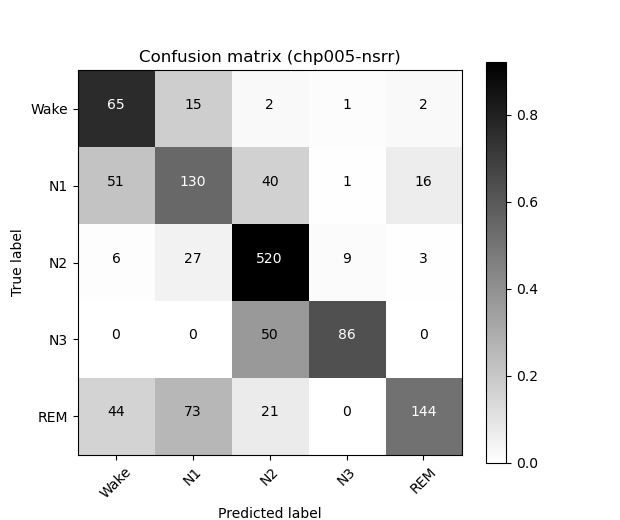 Confusion matrix (chp005-nsrr)
Wake 65 15 2 1 2
N1 51 130 40 1 16
N2 6 27 520 9 3
N3 0 0 50 86 0
REM 44 73 21 0 144
Wake N1 N2 N3 REM
Predicted label
True label
0.8
0.6
0.4
0.2
0.0